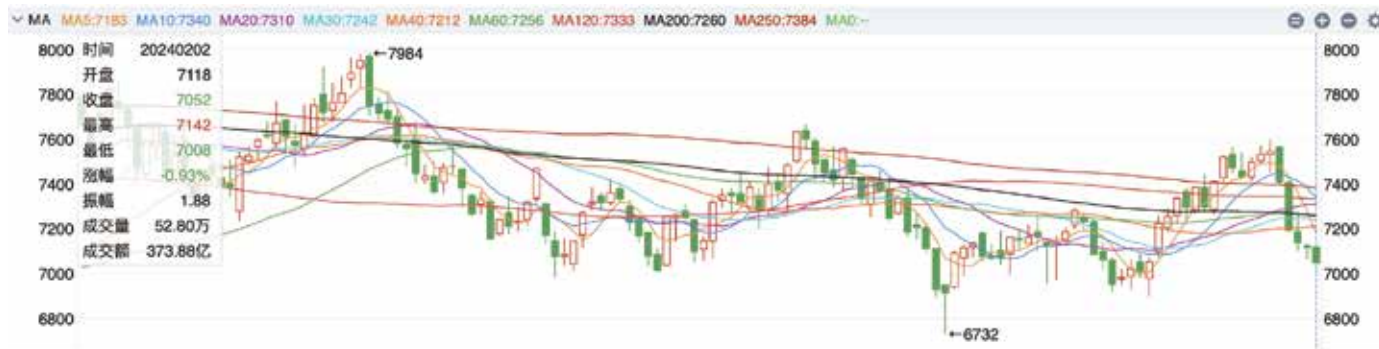 MA MA5:7183 MA10:7340 MA20:7310 MA30:7242 MA40:7212 MA60:7256 MA120:7333 MA200:7260 MA250:7384 MA0:--
8000 时间 20240202 ←7984 8000
开盘 7118
7800 收盘 7052 7800
最高 7142
7600 最低 7008 7600
涨幅 -0.93%
7400 振幅 1.88 7400
7200 成交量 52.80万 7200
成交额 373.88亿
7000 7000
6800 ←6732 6800